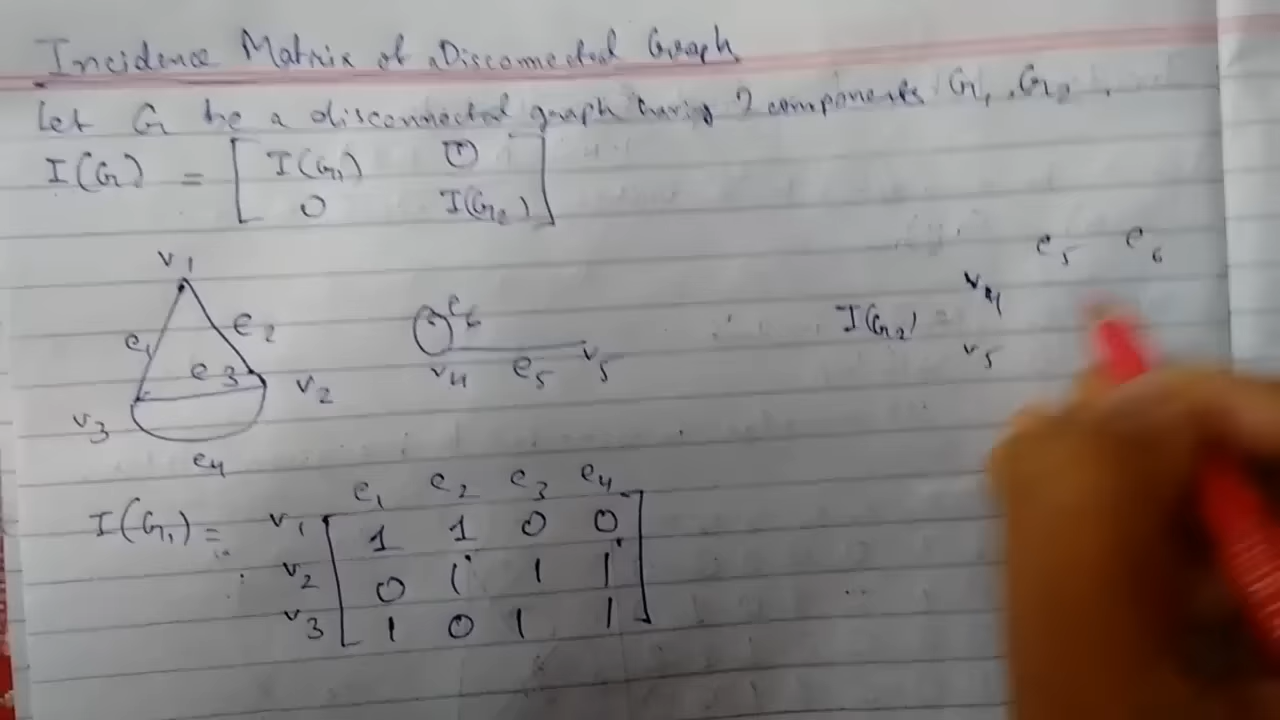 Incidence Matrix of a Disconnected Graph
Let G be a disconnected graph having 2 components G₁, G₂.
I(G) = [ I(G₁) 0
0 I(G₂) ]
v₁
e₁ e₂
e₃ v₂
v₃
e₄
e₆
v₄ e₅ v₅
e₅ e₆
I(G₂) = v₄
v₅
e₁ e₂ e₃ e₄
I(G₁) = v₁ [ 1 1 0 0
v₂ 0 1 1 1
v₃ 1 0 1 1 ]